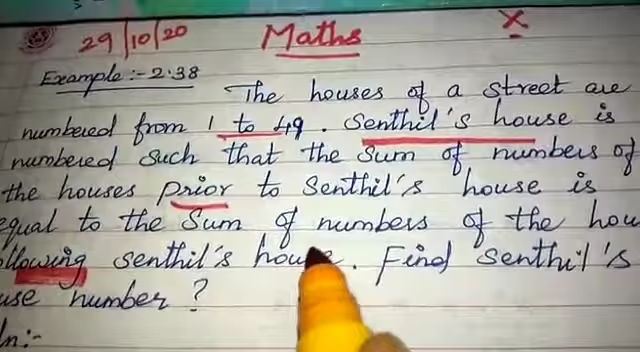 29/10/20 Maths X
Example:- 2.38
The houses of a street are
numbered from 1 to 49. Senthil's house is
numbered such that the sum of numbers of
the houses prior to Senthil's house is
equal to the sum of numbers of the hou
llowing senthil's house. Find Senthil's
use number?
ln:-